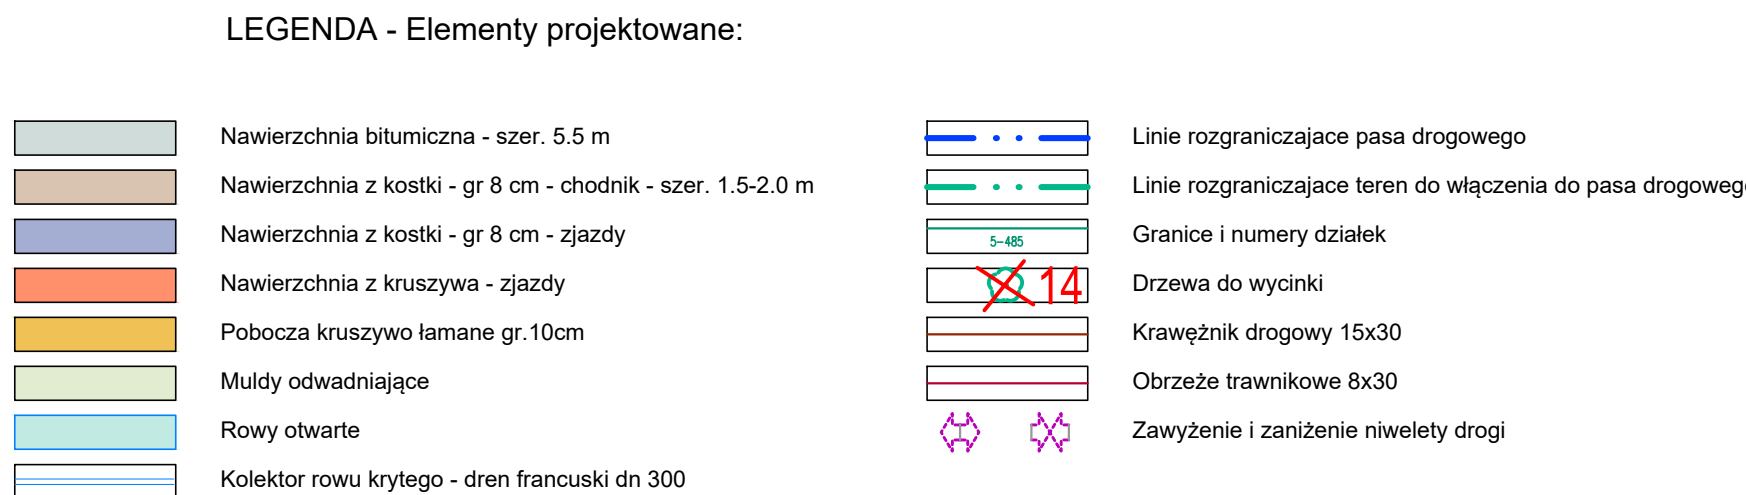 LEGENDA - Elementy projektowane:
Nawierzchnia bitumiczna - szer. 5.5 m
Nawierzchnia z kostki - gr 8 cm - chodnik - szer. 1.5-2.0 m
Nawierzchnia z kostki - gr 8 cm - zjazdy
Nawierzchnia z kruszywa - zjazdy
Pobocza kruszywo łamane gr.10cm
Muldy odwadniające
Rowy otwarte
Kolektor rowu krytego - dren francuski dn 300
Linie rozgraniczajace pasa drogowego
Linie rozgraniczajace teren do włączenia do pasa drogoweg
5-485
Granice i numery działek
14
Drzewa do wycinki
Krawężnik drogowy 15x30
Obrzeże trawnikowe 8x30
Zawyżenie i zaniżenie niwelety drogi